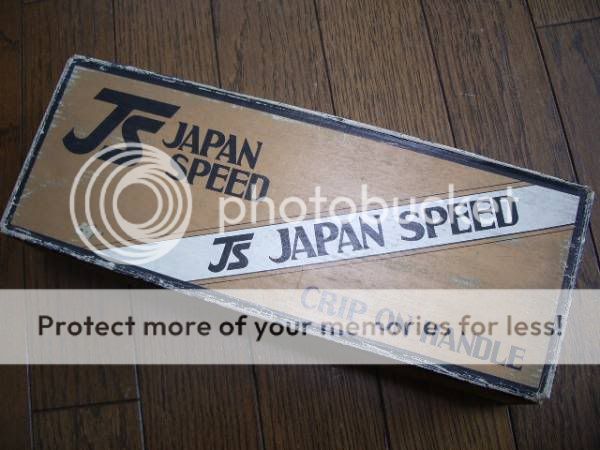 JS JAPAN
SPEED
photobucket
JS JAPAN SPEED
CRIP ON HANDLE
Protect more of your memories for less!